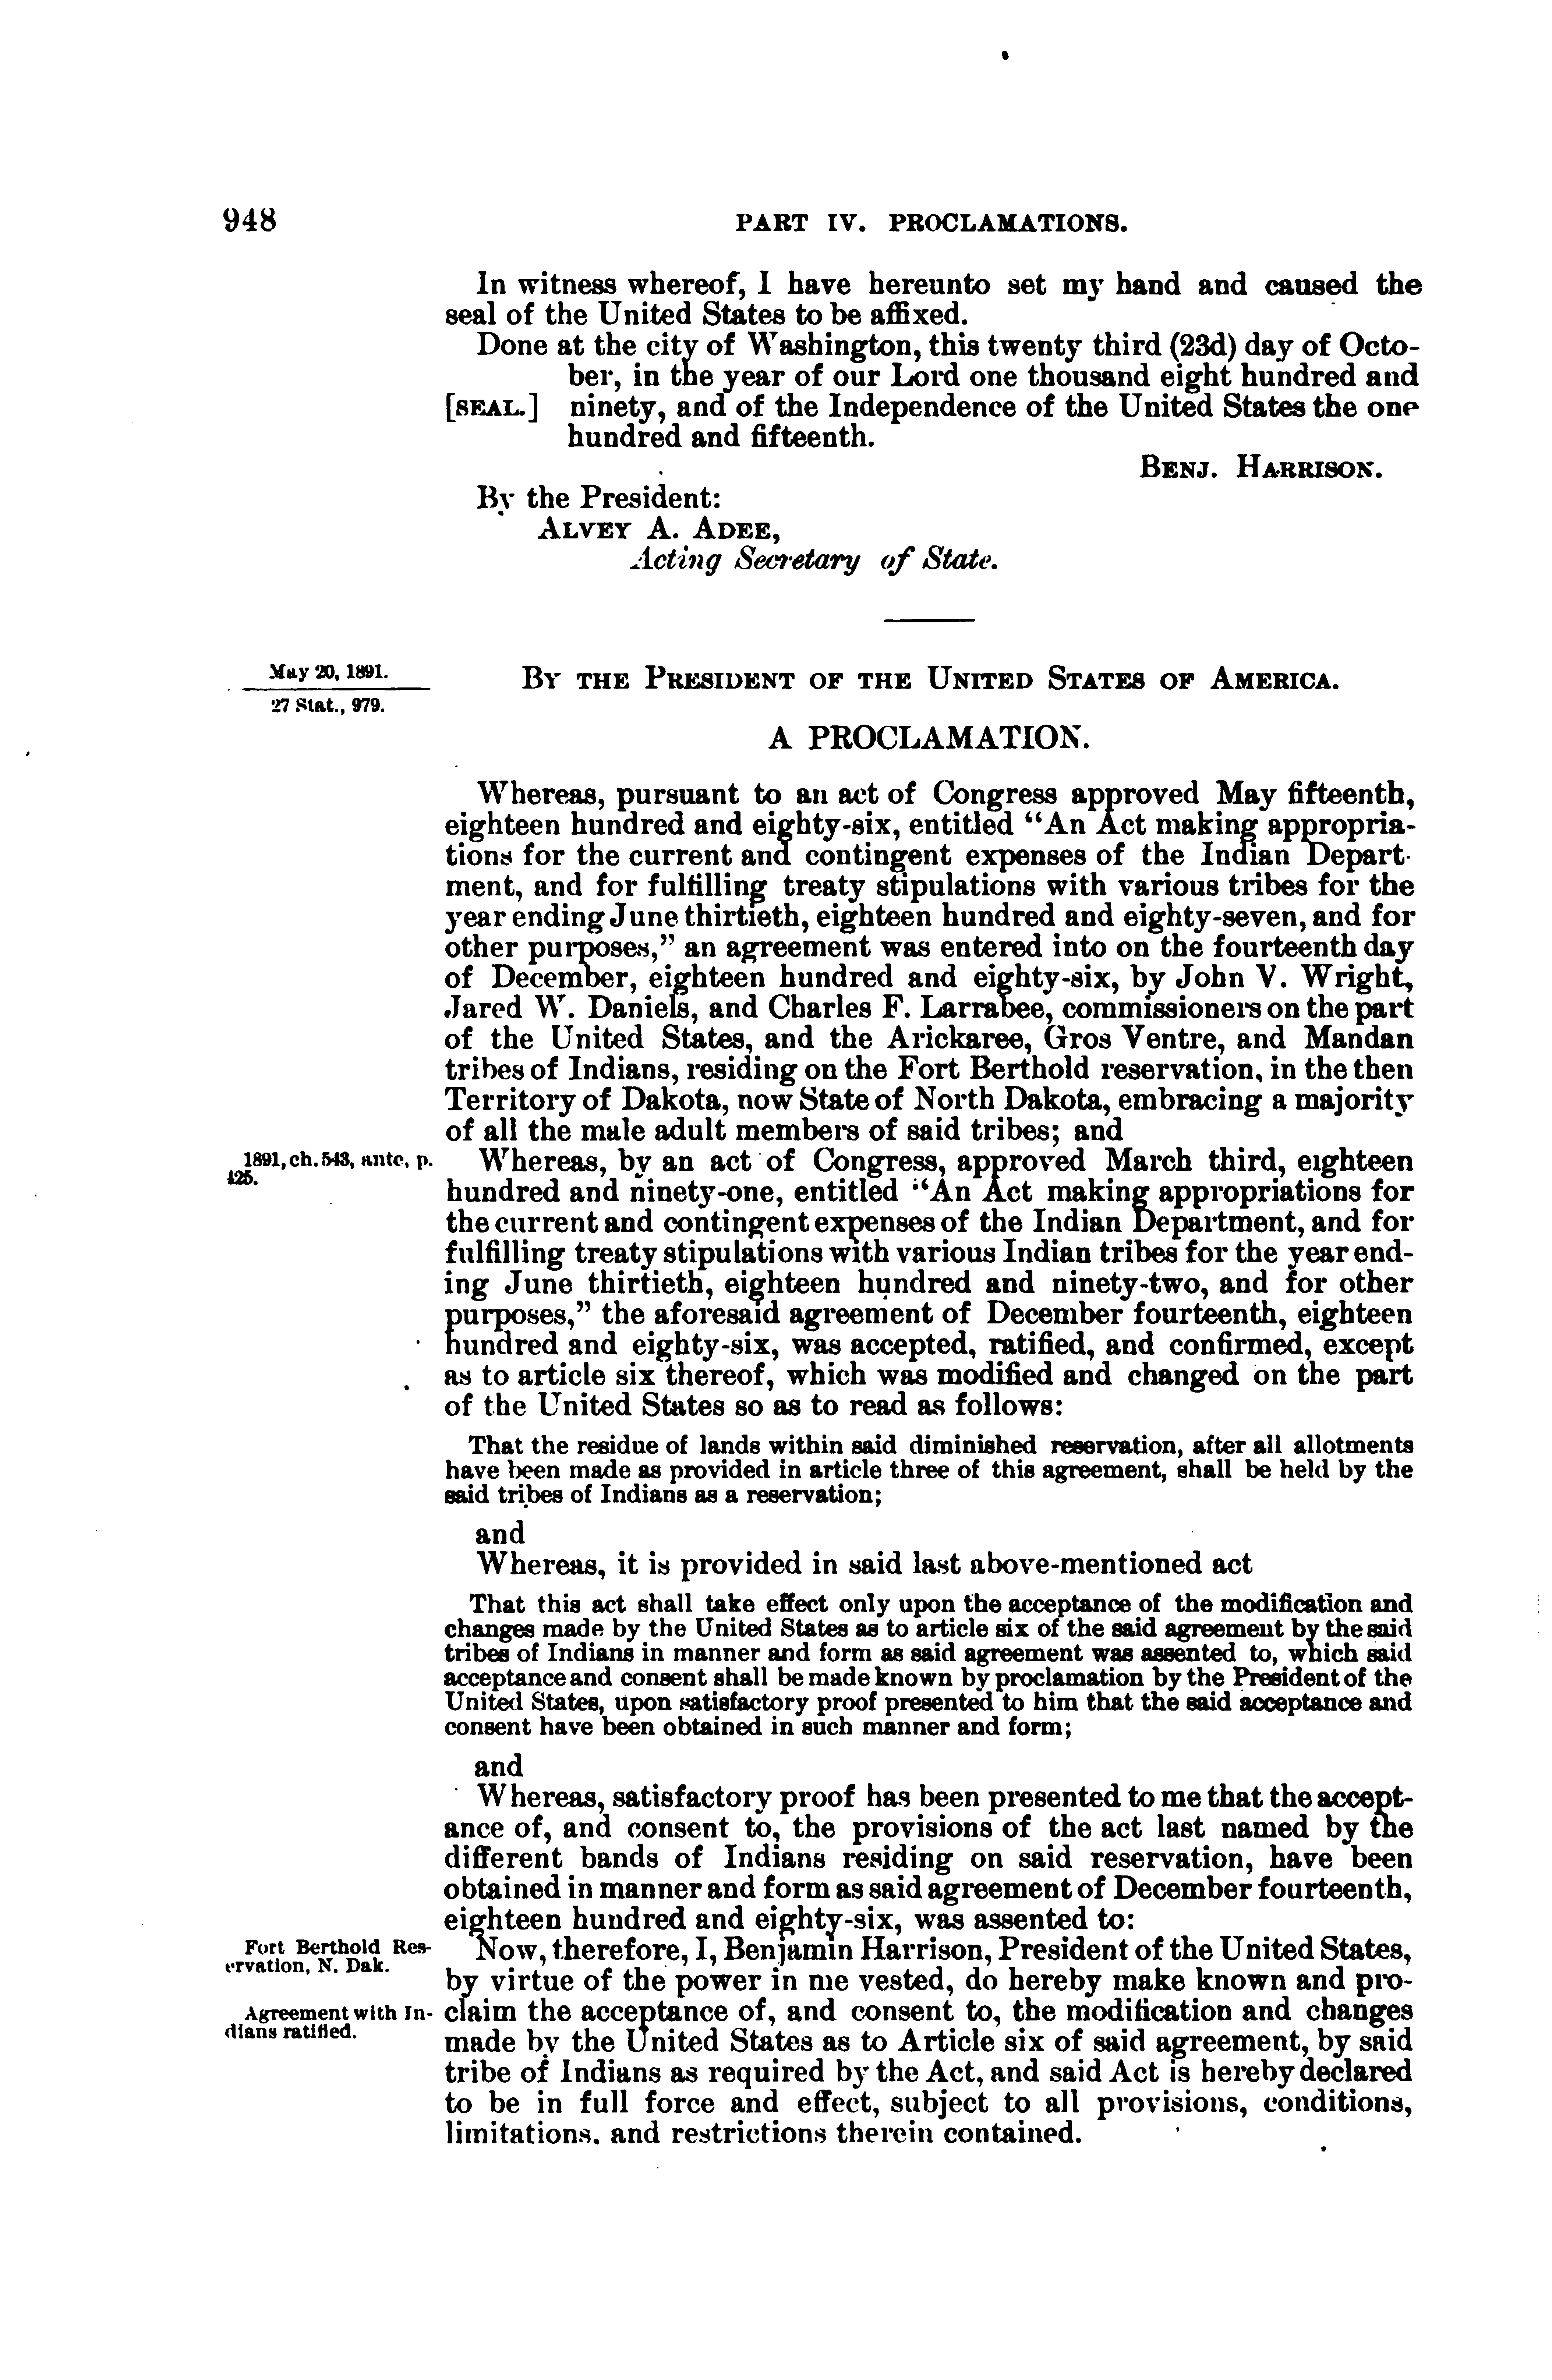 948
PART IV. PROCLAMATIONS.
In witness whereof, I have hereunto set my hand and caused the
seal of the United States to be affixed.
Done at the city of Washington, this twenty third (23d) day of Octo-
ber, in the year of our Lord one thousand eight hundred and
[SEAL.] ninety, and of the Independence of the United States the one
hundred and fifteenth.
BENJ. HARRISON.
By the President:
ALVEY A. ADEE,
Acting Secretary of State.
May 20, 1891.
27 Stat., 979.
BY THE PRESIDENT OF THE UNITED STATES OF AMERICA.
A PROCLAMATION.
Whereas, pursuant to an act of Congress approved May fifteenth,
eighteen hundred and eighty-six, entitled “An Act making appropria-
tions for the current and contingent expenses of the Indian Depart-
ment, and for fulfilling treaty stipulations with various tribes for the
year ending June thirtieth, eighteen hundred and eighty-seven, and for
other purposes,” an agreement was entered into on the fourteenth day
of December, eighteen hundred and eighty-six, by John V. Wright,
Jared W. Daniels, and Charles F. Larrabee, commissioners on the part
of the United States, and the Arickaree, Gros Ventre, and Mandan
tribes of Indians, residing on the Fort Berthold reservation, in the then
Territory of Dakota, now State of North Dakota, embracing a majority
of all the male adult members of said tribes; and
1891, ch. 543, ante, p.
425.
Whereas, by an act of Congress, approved March third, eighteen
hundred and ninety-one, entitled “An Act making appropriations for
the current and contingent expenses of the Indian Department, and for
fulfilling treaty stipulations with various Indian tribes for the year end-
ing June thirtieth, eighteen hundred and ninety-two, and for other
purposes,” the aforesaid agreement of December fourteenth, eighteen
hundred and eighty-six, was accepted, ratified, and confirmed, except
as to article six thereof, which was modified and changed on the part
of the United States so as to read as follows:
That the residue of lands within said diminished reservation, after all allotments
have been made as provided in article three of this agreement, shall be held by the
said tribes of Indians as a reservation;
and
Whereas, it is provided in said last above-mentioned act
That this act shall take effect only upon the acceptance of the modification and
changes made by the United States as to article six of the said agreement by the said
tribes of Indians in manner and form as said agreement was assented to, which said
acceptance and consent shall be made known by proclamation by the President of the
United States, upon satisfactory proof presented to him that the said acceptance and
consent have been obtained in such manner and form;
and
Whereas, satisfactory proof has been presented to me that the accept-
ance of, and consent to, the provisions of the act last named by the
different bands of Indians residing on said reservation, have been
obtained in manner and form as said agreement of December fourteenth,
eighteen hundred and eighty-six, was assented to:
Fort Berthold Res-
ervation, N. Dak.
Agreement with In-
dians ratified.
Now, therefore, I, Benjamin Harrison, President of the United States,
by virtue of the power in me vested, do hereby make known and pro-
claim the acceptance of, and consent to, the modification and changes
made by the United States as to Article six of said agreement, by said
tribe of Indians as required by the Act, and said Act is hereby declared
to be in full force and effect, subject to all provisions, conditions,
limitations, and restrictions therein contained.